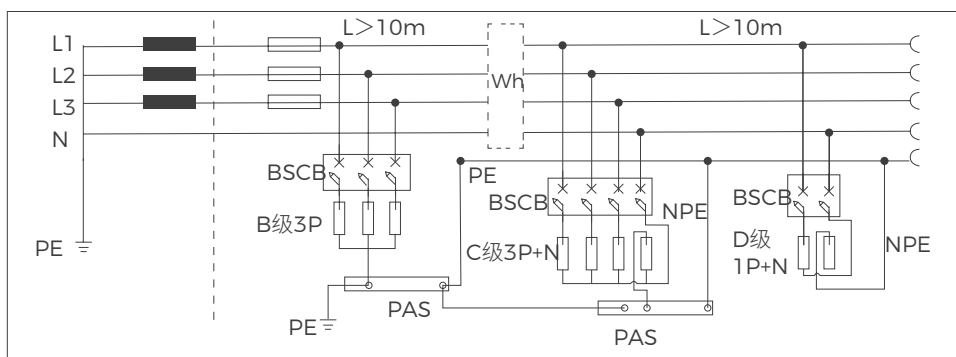 L>10m
L>10m
L1
L2
L3
N
Wh
BSCB
PE
BSCB
NPE
BSCB
B级3P
C级3P+N
D级
1P+N
NPE
PE
PAS
PE
PAS